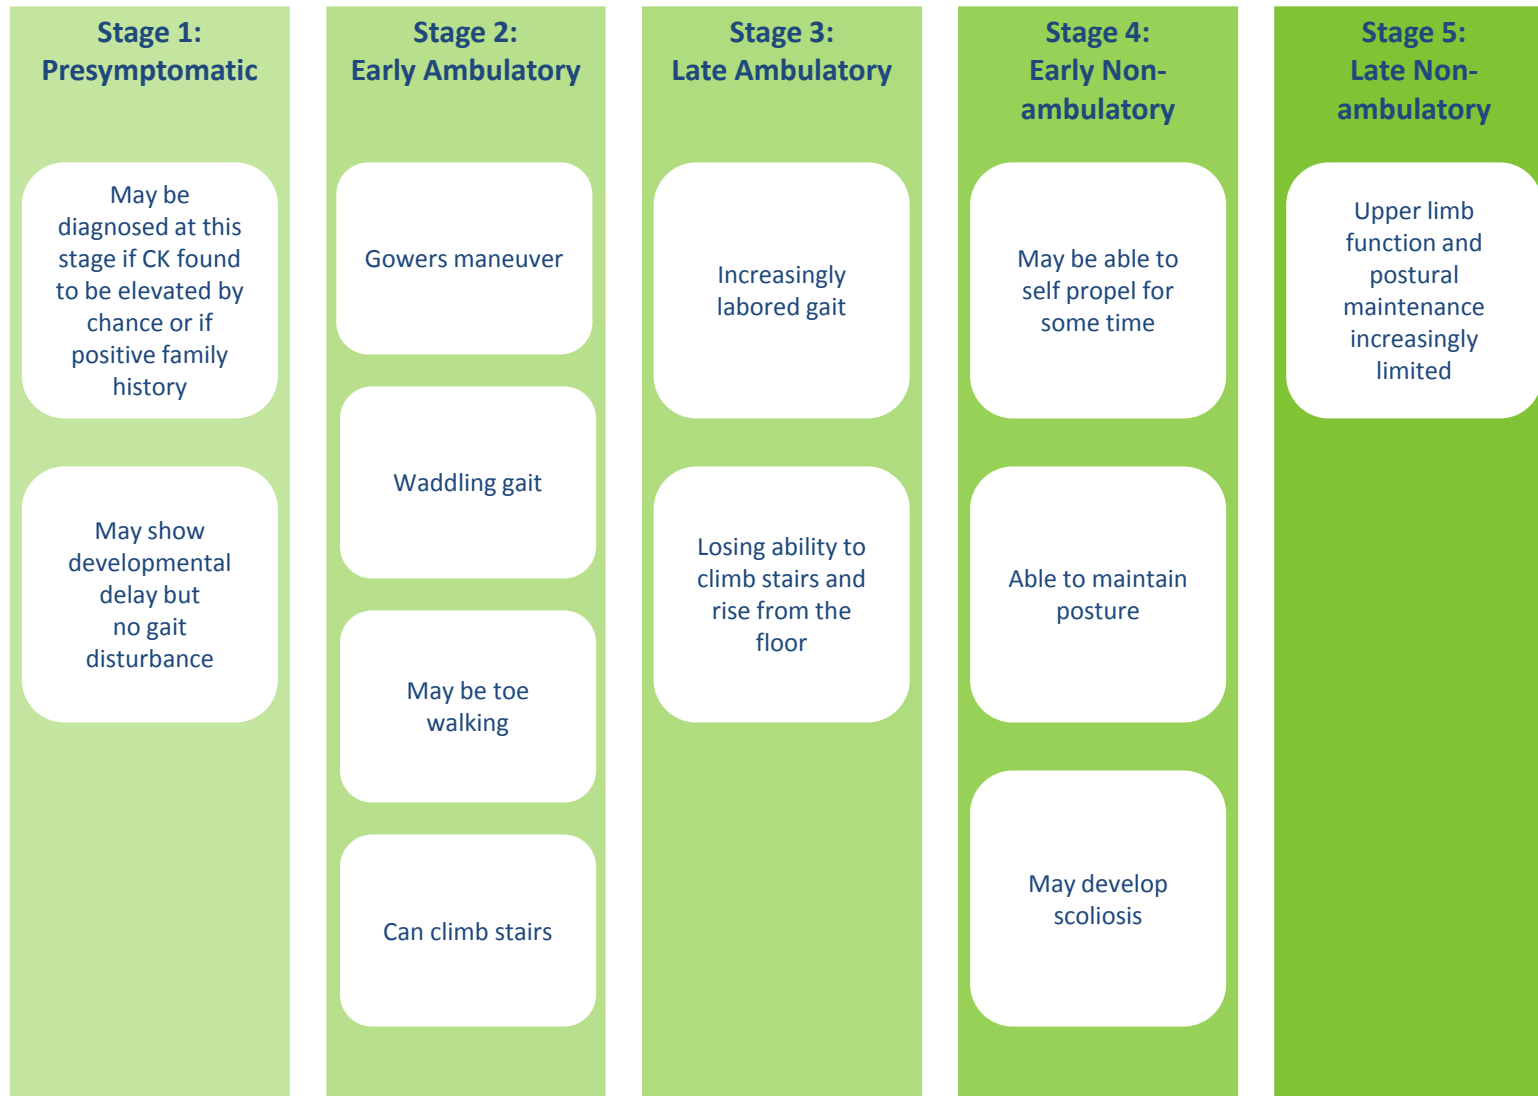 Stage 1:
Presymptomatic
May be
diagnosed at this
stage if CK found
to be elevated by
chance or if
positive family
history
May show
developmental
delay but
no gait
disturbance
Stage 2:
Early Ambulatory
Gowers maneuver
Waddling gait
May be toe
walking
Can climb stairs
Stage 3:
Late Ambulatory
Increasingly
labored gait
Losing ability to
climb stairs and
rise from the
floor
Stage 4:
Early Non-
ambulatory
May be able to
self propel for
some time
Able to maintain
posture
May develop
scoliosis
Stage 5:
Late Non-
ambulatory
Upper limb
function and
postural
maintenance
increasingly
limited